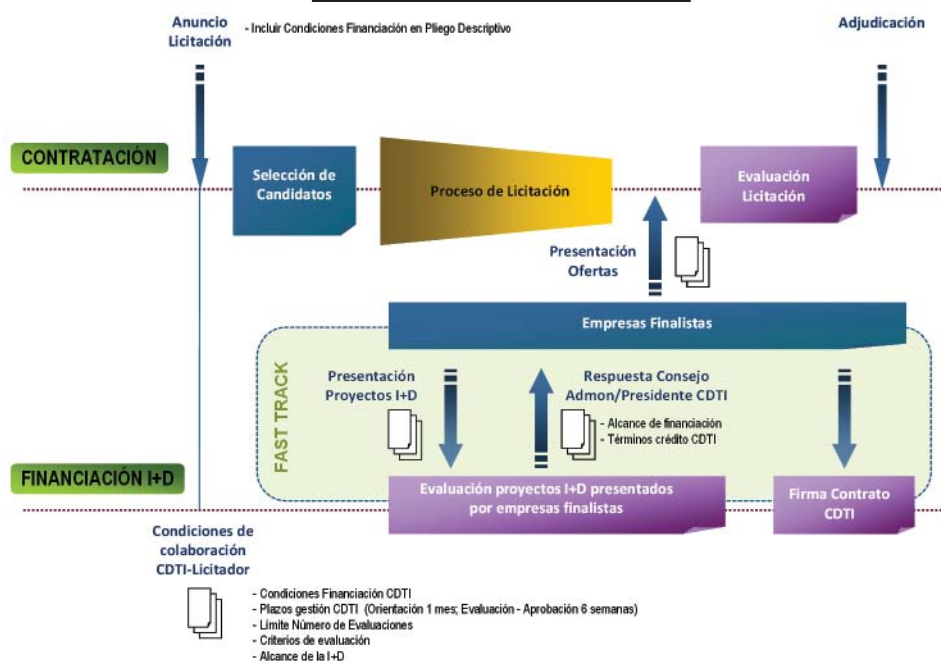 Anuncio
Licitación
- Incluir Condiciones Financiación en Pliego Descriptivo
Adjudicación
CONTRATACIÓN
Selección de
Candidatos
Proceso de Licitación
Evaluación
Licitación
Presentación
Ofertas
Empresas Finalistas
FAST TRACK
Presentación
Proyectos I+D
Respuesta Consejo
Admon/Presidente CDTI
- Alcance de financiación
- Términos crédito CDTI
FINANCIACIÓN I+D
Evaluación proyectos I+D presentados
por empresas finalistas
Firma Contrato
CDTI
Condiciones de
colaboración
CDTI-Licitador
- Condiciones Financiación CDTI
- Plazos gestión CDTI (Orientación 1 mes; Evaluación - Aprobación 6 semanas)
- Límite Número de Evaluaciones
- Criterios de evaluación
- Alcance de la I+D